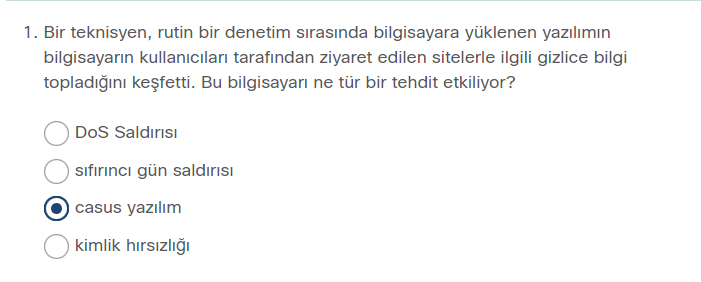 1. Bir teknisyen, rutin bir denetim sırasında bilgisayara yüklenen yazılımın
bilgisayarın kullanıcıları tarafından ziyaret edilen sitelerle ilgili gizlice bilgi
topladığını keşfetti. Bu bilgisayarı ne tür bir tehdit etkiliyor?
DoS Saldırısı
sıfırıncı gün saldırısı
casus yazılım
kimlik hırsızlığı